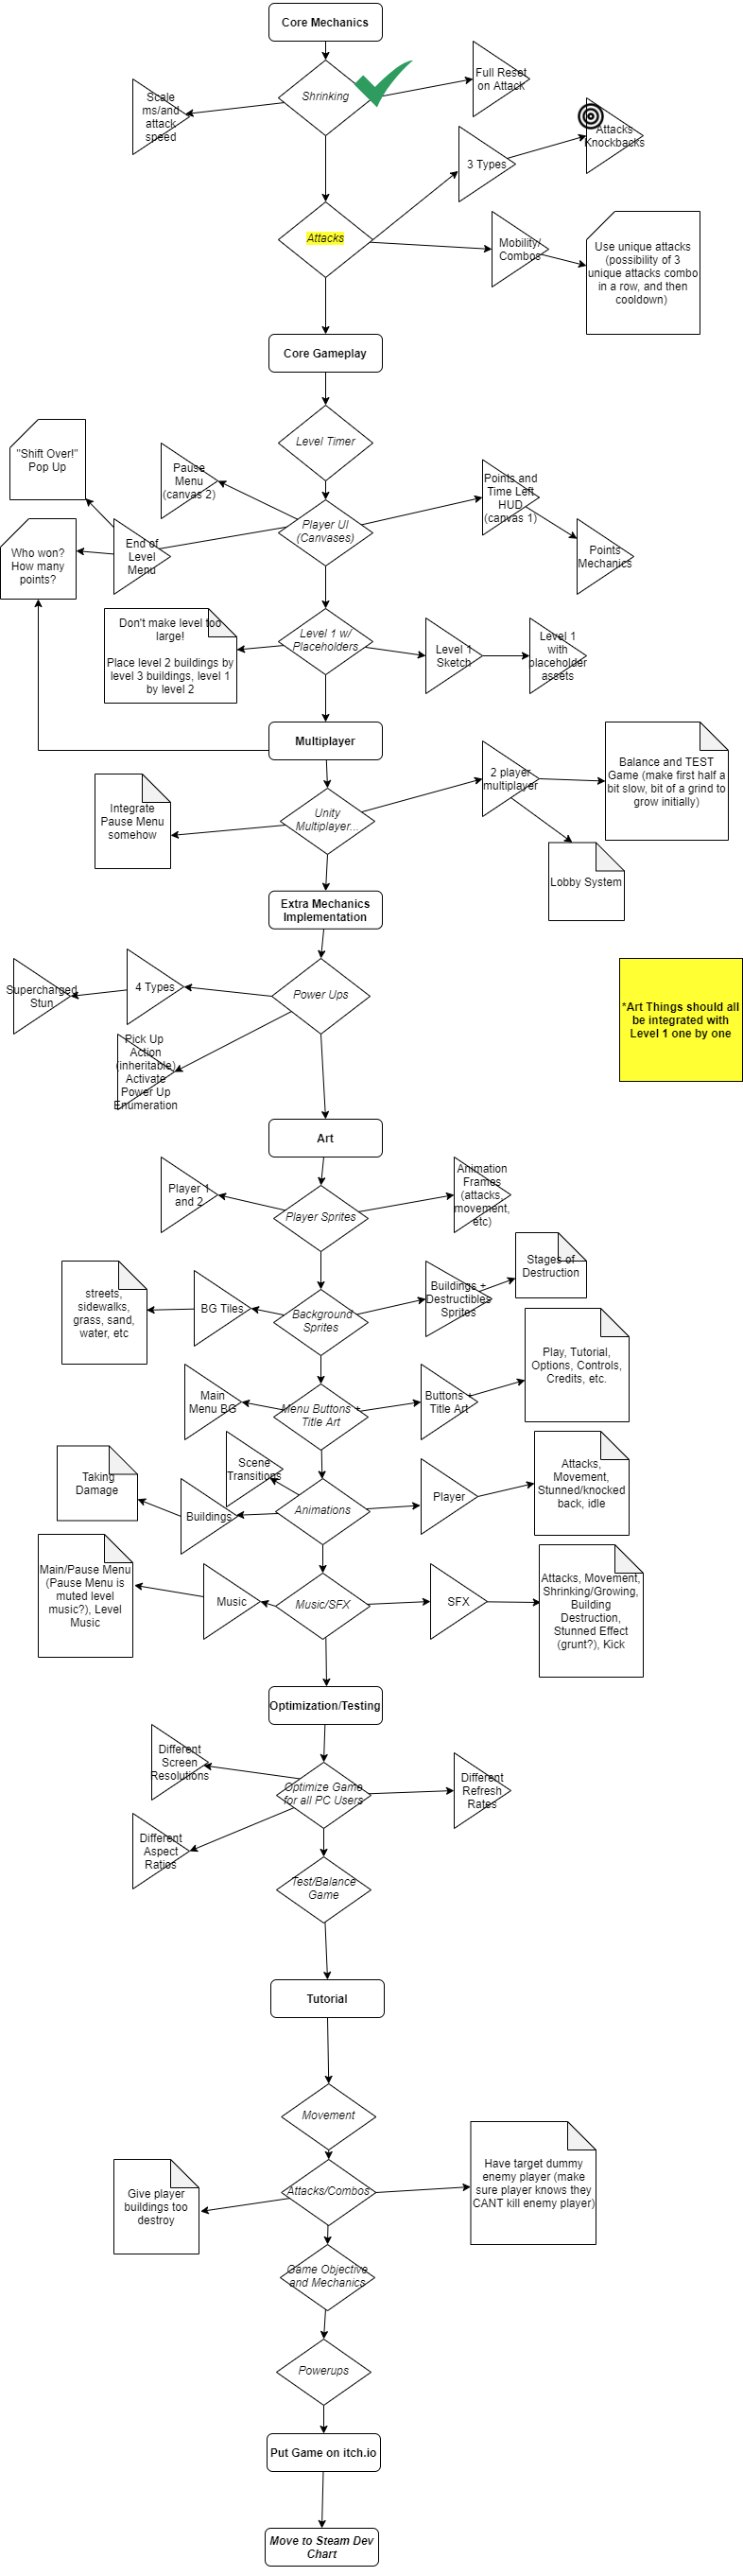 Core Mechanics
Shrinking
Full Reset
on Attack
Scale
ms/and
attack
speed
Attacks
Knockbacks
3 Types
Attacks
Mobility/
Combos
Use unique attacks
(possibility of 3
unique attacks combo
in a row, and then
cooldown)
Core Gameplay
Level Timer
"Shift Over!"
Pop Up
Pause
Menu
(canvas 2)
Points and
Time Left
HUD
(canvas 1)
Player UI
(Canvases)
End of
Level
Menu
Who won?
How many
points?
Points
Mechanics
Don't make level too
large!
Place level 2 buildings by
level 3 buildings, level 1
by level 2
Level 1 w/
Placeholders
Level 1
Sketch
Level 1
with
placeholder
assets
Multiplayer
2 player
multiplayer
Balance and TEST
Game (make first half a
bit slow, bit of a grind to
grow initially)
Integrate
Pause Menu
somehow
Unity
Multiplayer...
Lobby System
Extra Mechanics
Implementation
Supercharged
Stun
4 Types
Power Ups
*Art Things should all
be integrated with
Level 1 one by one
Pick Up
Action
(inheritable)
Activate
Power Up
Enumeration
Art
Player 1
and 2
Player Sprites
Animation
Frames
(attacks,
movement,
etc)
Stages of
Destruction
streets,
sidewalks,
grass, sand,
water, etc
BG Tiles
Background
Sprites
Buildings +
Destructibles
Sprites
Play, Tutorial,
Options, Controls,
Credits, etc.
Main
Menu BG
Menu Buttons +
Title Art
Buttons +
Title Art
Scene
Transitions
Taking
Damage
Buildings
Animations
Player
Attacks,
Movement,
Stunned/knocked
back, idle
Main/Pause Menu
(Pause Menu is
muted level
music?), Level
Music
Music
Music/SFX
SFX
Attacks, Movement,
Shrinking/Growing,
Building
Destruction,
Stunned Effect
(grunt?), Kick
Optimization/Testing
Different
Screen
Resolutions
Optimize Game
for all PC Users
Different
Refresh
Rates
Different
Aspect
Ratios
Test/Balance
Game
Tutorial
Movement
Give player
buildings too
destroy
Attacks/Combos
Have target dummy
enemy player (make
sure player knows they
CANT kill enemy player)
Game Objective
and Mechanics
Powerups
Put Game on itch.io
Move to Steam Dev
Chart